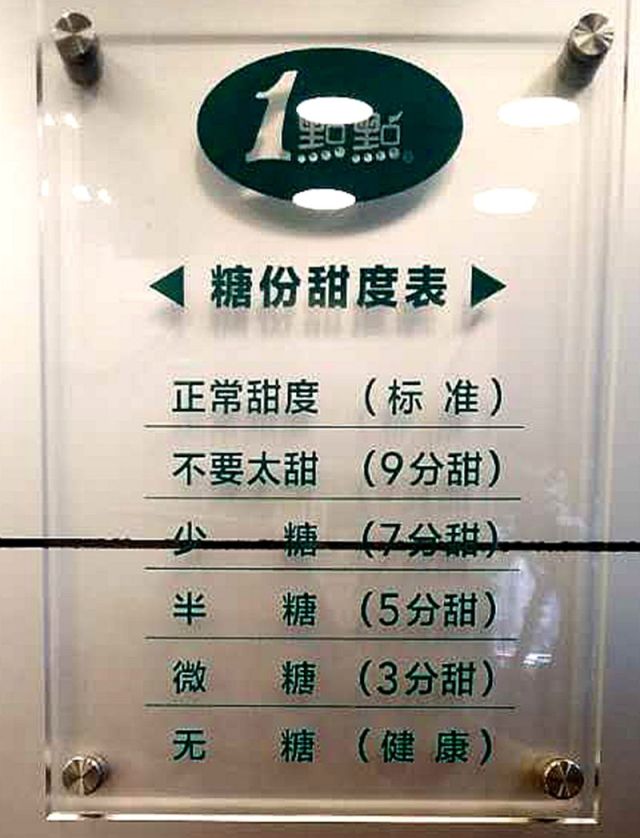 1點點
◀ 糖份甜度表 ▶
正常甜度 (标 准)
不要太甜 (9分甜)
少 糖 (7分甜)
半 糖 (5分甜)
微 糖 (3分甜)
无 糖 (健 康)